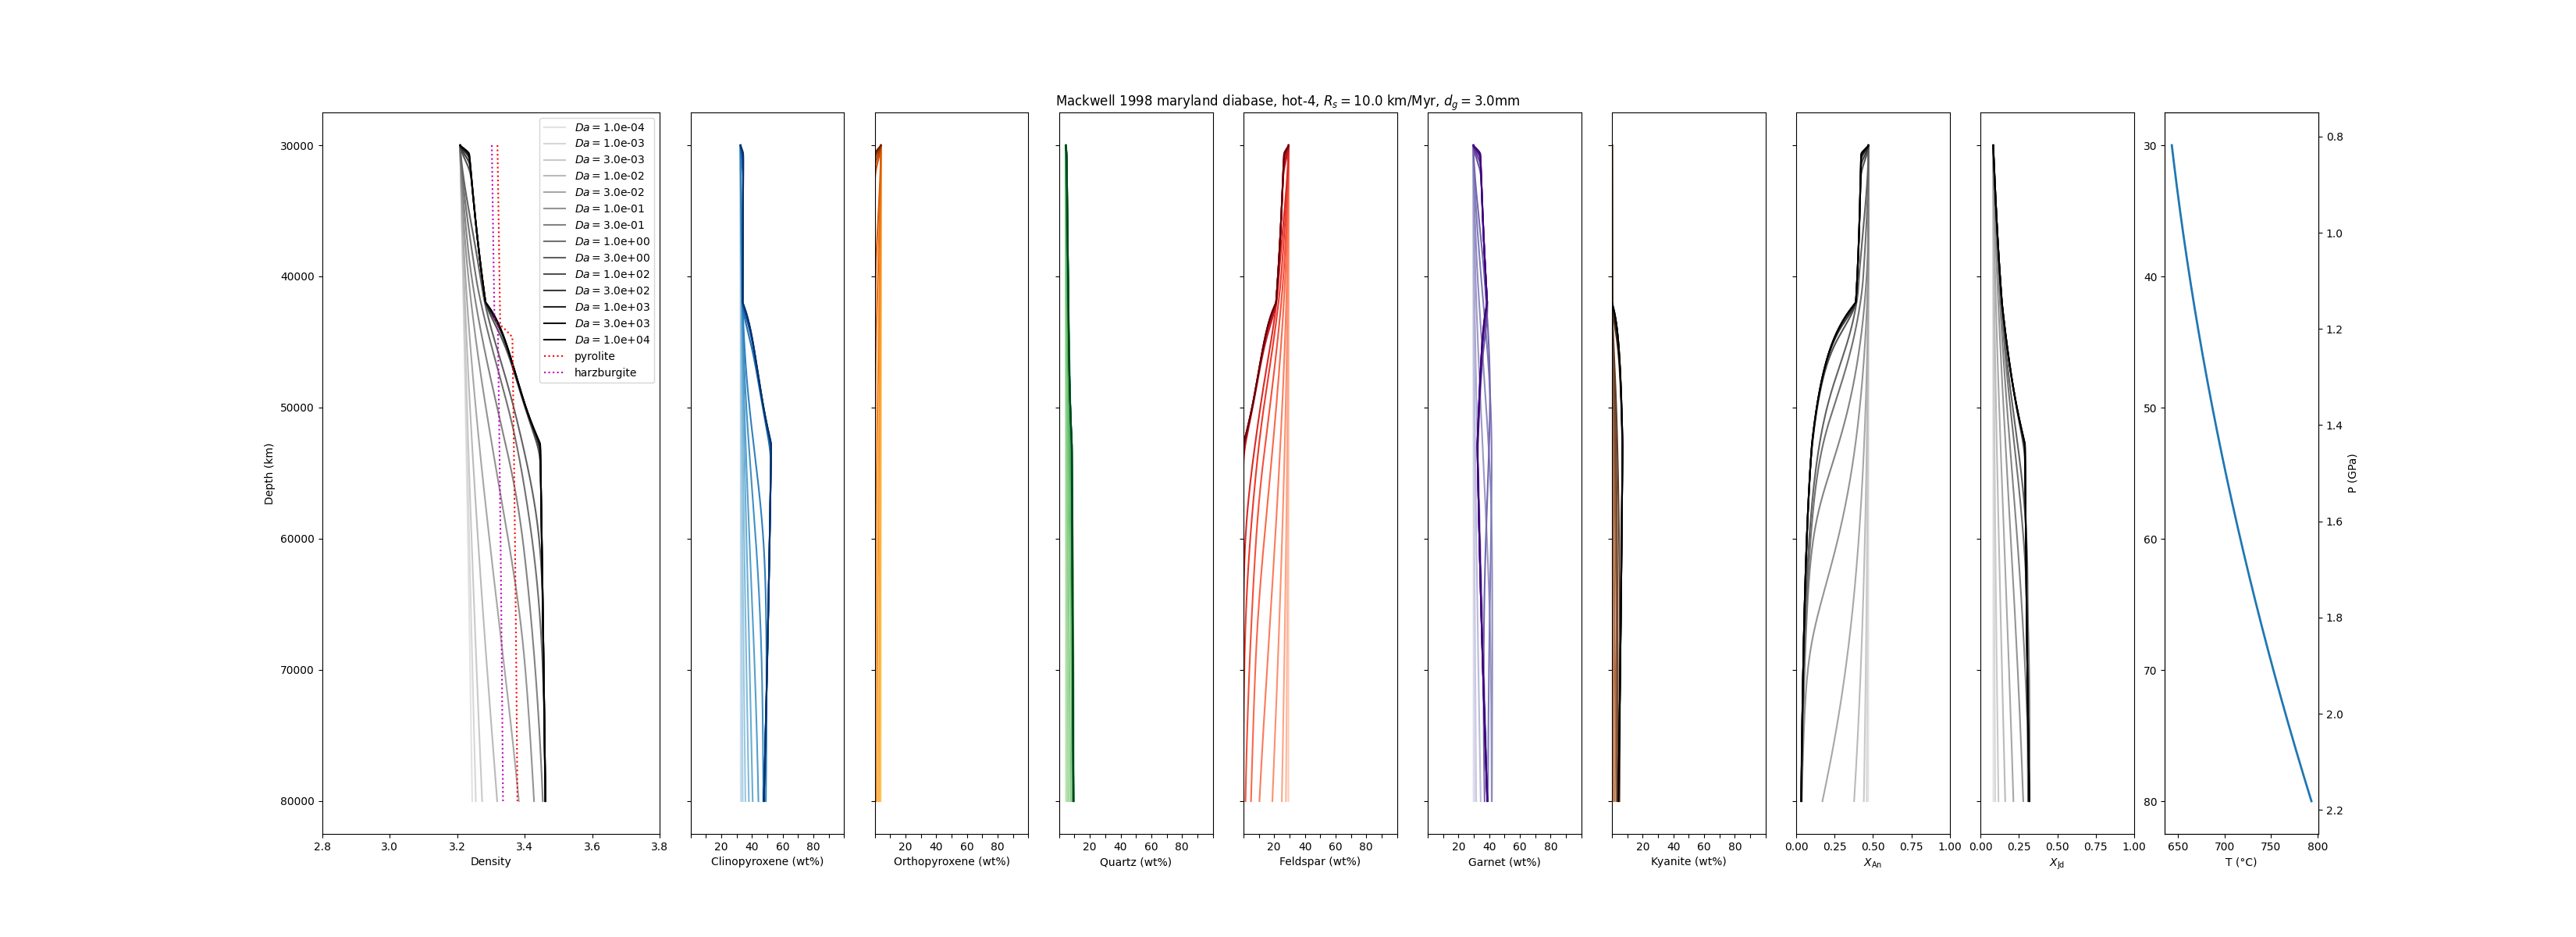 Mackwell 1998 maryland diabase, hot-4, Rs = 10.0 km/Myr, dg = 3.0mm
Da = 1.0e-04
Da = 1.0e-03
Da = 3.0e-03
Da = 1.0e-02
Da = 3.0e-02
Da = 1.0e-01
Da = 3.0e-01
Da = 1.0e+00
Da = 3.0e+00
Da = 1.0e+02
Da = 3.0e+02
Da = 1.0e+03
Da = 3.0e+03
Da = 1.0e+04
pyrolite
harzburgite
Depth (km)
30000
40000
50000
60000
70000
80000
2.8 3.0 3.2 3.4 3.6 3.8
Density
20 40 60 80
Clinopyroxene (wt%)
20 40 60 80
Orthopyroxene (wt%)
20 40 60 80
Quartz (wt%)
20 40 60 80
Feldspar (wt%)
20 40 60 80
Garnet (wt%)
20 40 60 80
Kyanite (wt%)
0.00 0.25 0.50 0.75 1.00
XAn
0.00 0.25 0.50 0.75 1.00
XJd
30
40
50
60
70
80
650 700 750 800
T (°C)
0.8
1.0
1.2
1.4
1.6
1.8
2.0
2.2
P (GPa)